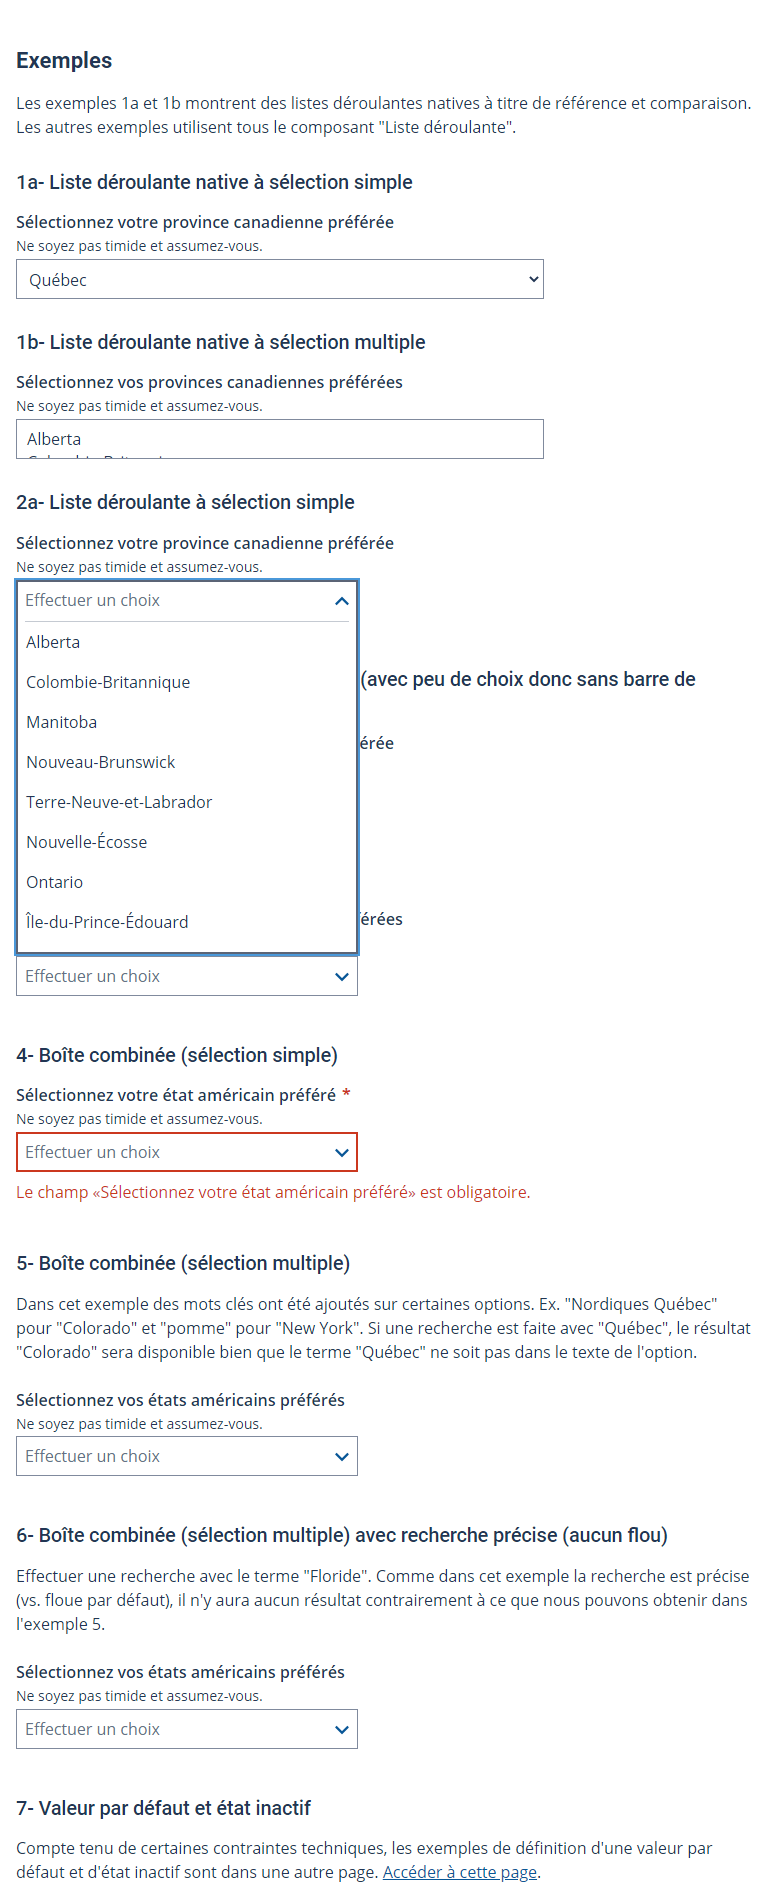 Exemples
Les exemples 1a et 1b montrent des listes déroulantes natives à titre de référence et comparaison.
Les autres exemples utilisent tous le composant "Liste déroulante".
1a- Liste déroulante native à sélection simple
Sélectionnez votre province canadienne préférée
Ne soyez pas timide et assumez-vous.
Québec
1b- Liste déroulante native à sélection multiple
Sélectionnez vos provinces canadiennes préférées
Ne soyez pas timide et assumez-vous.
Alberta
2a- Liste déroulante à sélection simple
Sélectionnez votre province canadienne préférée
Ne soyez pas timide et assumez-vous.
Effectuer un choix
Alberta
Colombie-Britannique
(avec peu de choix donc sans barre de
Manitoba
érée
Nouveau-Brunswick
Terre-Neuve-et-Labrador
Nouvelle-Écosse
Ontario
Île-du-Prince-Édouard
érées
Effectuer un choix
4- Boîte combinée (sélection simple)
Sélectionnez votre état américain préféré *
Ne soyez pas timide et assumez-vous.
Effectuer un choix
Le champ «Sélectionnez votre état américain préféré» est obligatoire.
5- Boîte combinée (sélection multiple)
Dans cet exemple des mots clés ont été ajoutés sur certaines options. Ex. "Nordiques Québec"
pour "Colorado" et "pomme" pour "New York". Si une recherche est faite avec "Québec", le résultat
"Colorado" sera disponible bien que le terme "Québec" ne soit pas dans le texte de l'option.
Sélectionnez vos états américains préférés
Ne soyez pas timide et assumez-vous.
Effectuer un choix
6- Boîte combinée (sélection multiple) avec recherche précise (aucun flou)
Effectuer une recherche avec le terme "Floride". Comme dans cet exemple la recherche est précise
(vs. floue par défaut), il n'y aura aucun résultat contrairement à ce que nous pouvons obtenir dans
l'exemple 5.
Sélectionnez vos états américains préférés
Ne soyez pas timide et assumez-vous.
Effectuer un choix
7- Valeur par défaut et état inactif
Compte tenu de certaines contraintes techniques, les exemples de définition d'une valeur par
défaut et d'état inactif sont dans une autre page. Accéder à cette page.